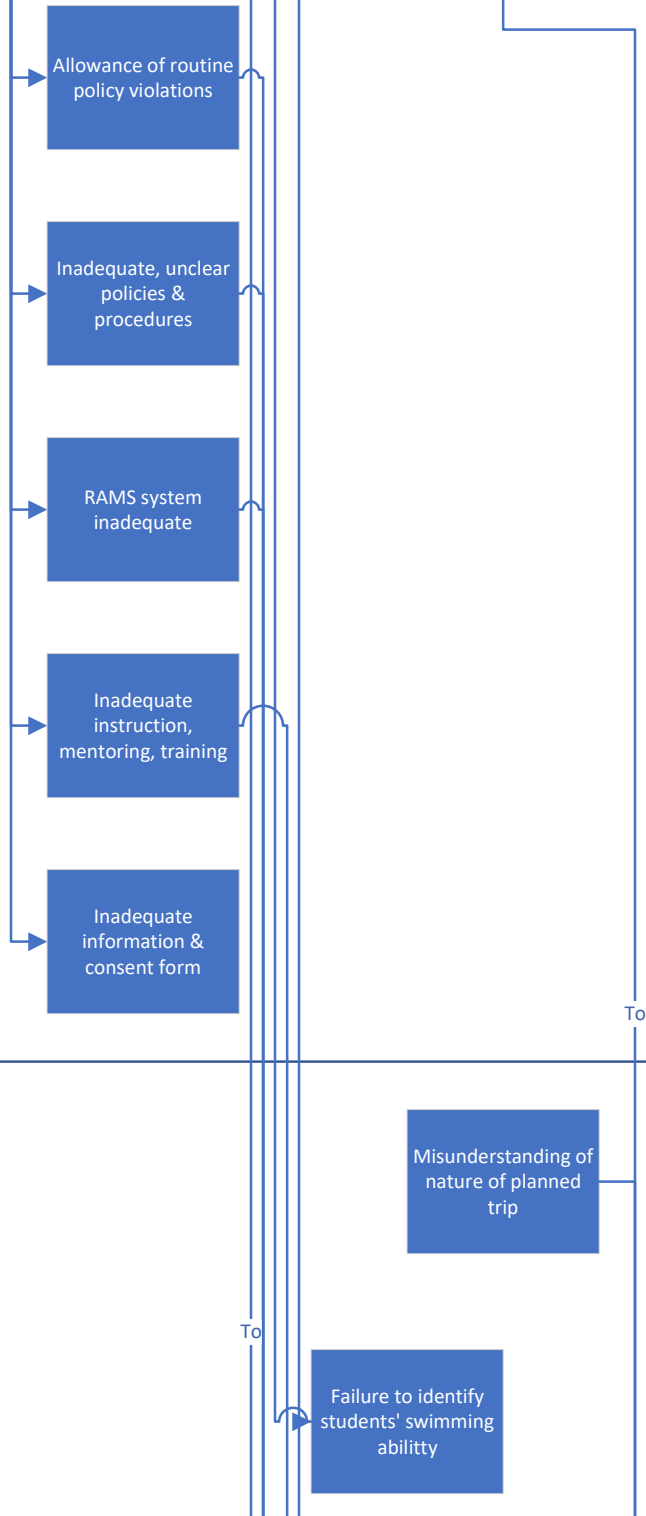 Allowance of routine
policy violations
Inadequate, unclear
policies &
procedures
RAMS system
inadequate
Inadequate
instruction,
mentoring, training
Inadequate
information &
consent form
To
Misunderstanding of
nature of planned
trip
To
Failure to identify
students' swimming
abilitty